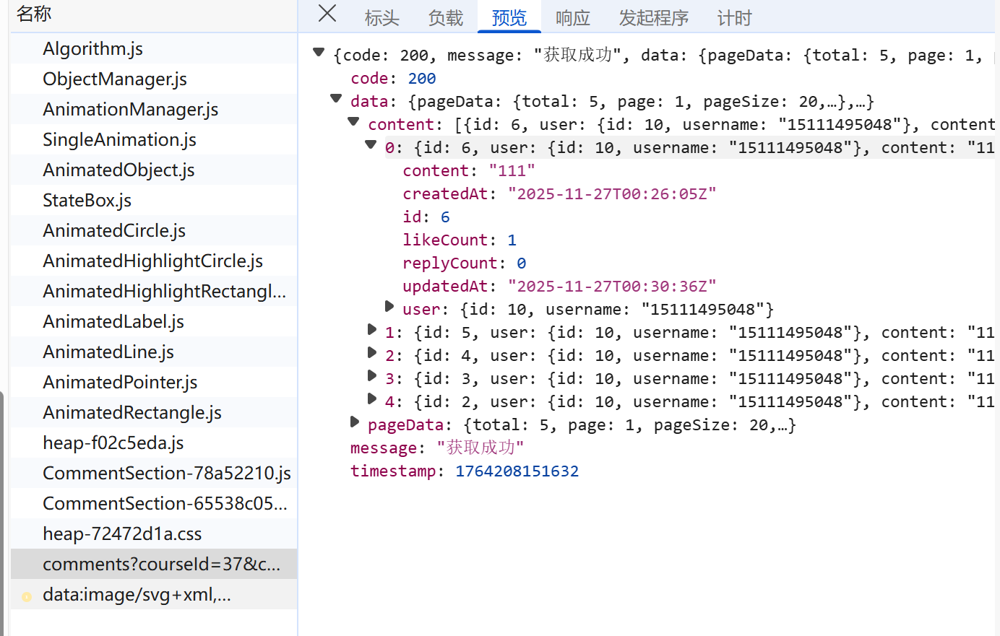 名称
Algorithm.js
ObjectManager.js
AnimationManager.js
SingleAnimation.js
AnimatedObject.js
StateBox.js
AnimatedCircle.js
AnimatedHighlightCircle.js
AnimatedHighlightRectangl...
AnimatedLabel.js
AnimatedLine.js
AnimatedPointer.js
AnimatedRectangle.js
heap-f02c5eda.js
CommentSection-78a52210.js
CommentSection-65538c05...
heap-72472d1a.css
comments?courseId=37&c...
data:image/svg+xml,...
标头 负载 预览 响应 发起程序 计时
{code: 200, message: "获取成功", data: {pageData: {total: 5, page: 1,
code: 200
data: {pageData: {total: 5, page: 1, pageSize: 20,…},…}
content: [{id: 6, user: {id: 10, username: "15111495048"}, content
0: {id: 6, user: {id: 10, username: "15111495048"}, content: "11
content: "111"
createdAt: "2025-11-27T00:26:05Z"
id: 6
likeCount: 1
replyCount: 0
updatedAt: "2025-11-27T00:30:36Z"
user: {id: 10, username: "15111495048"}
1: {id: 5, user: {id: 10, username: "15111495048"}, content: "11
2: {id: 4, user: {id: 10, username: "15111495048"}, content: "11
3: {id: 3, user: {id: 10, username: "15111495048"}, content: "11
4: {id: 2, user: {id: 10, username: "15111495048"}, content: "11
pageData: {total: 5, page: 1, pageSize: 20,…}
message: "获取成功"
timestamp: 1764208151632